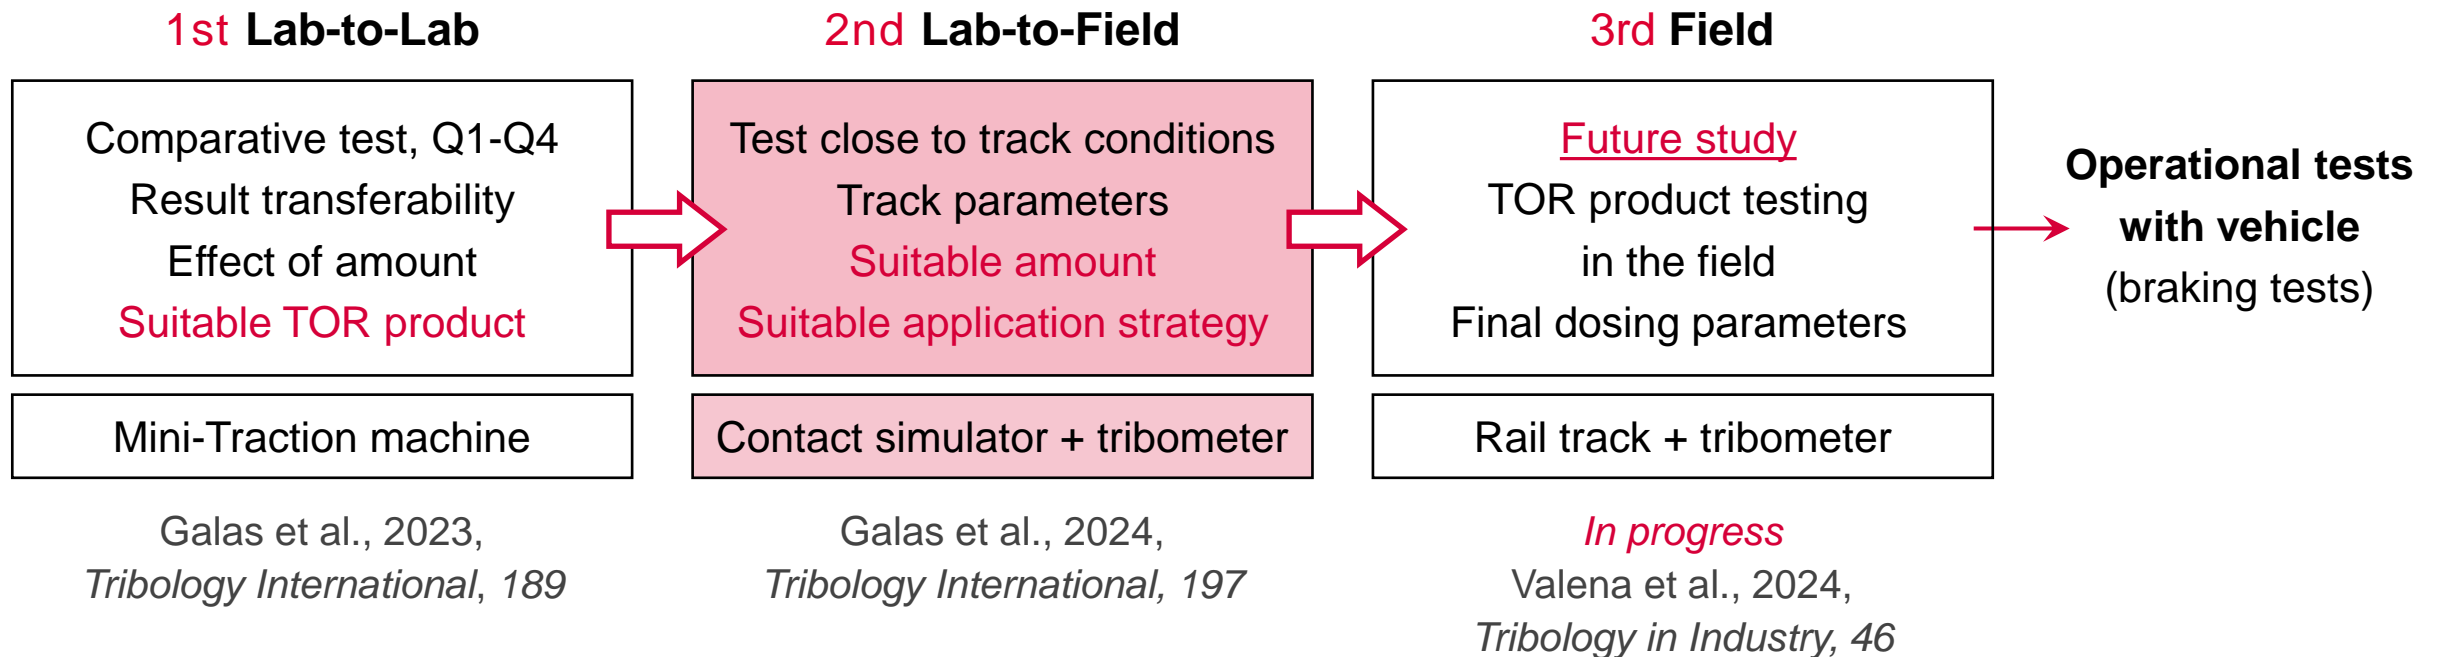 1st Lab-to-Lab
Comparative test, Q1-Q4
Result transferability
Effect of amount
Suitable TOR product
Mini-Traction machine
Galas et al., 2023,
Tribology International, 189
2nd Lab-to-Field
Test close to track conditions
Track parameters
Suitable amount
Suitable application strategy
Contact simulator + tribometer
Galas et al., 2024,
Tribology International, 197
3rd Field
Future study
TOR product testing
in the field
Final dosing parameters
Rail track + tribometer
In progress
Valena et al., 2024,
Tribology in Industry, 46
Operational tests
with vehicle
(braking tests)